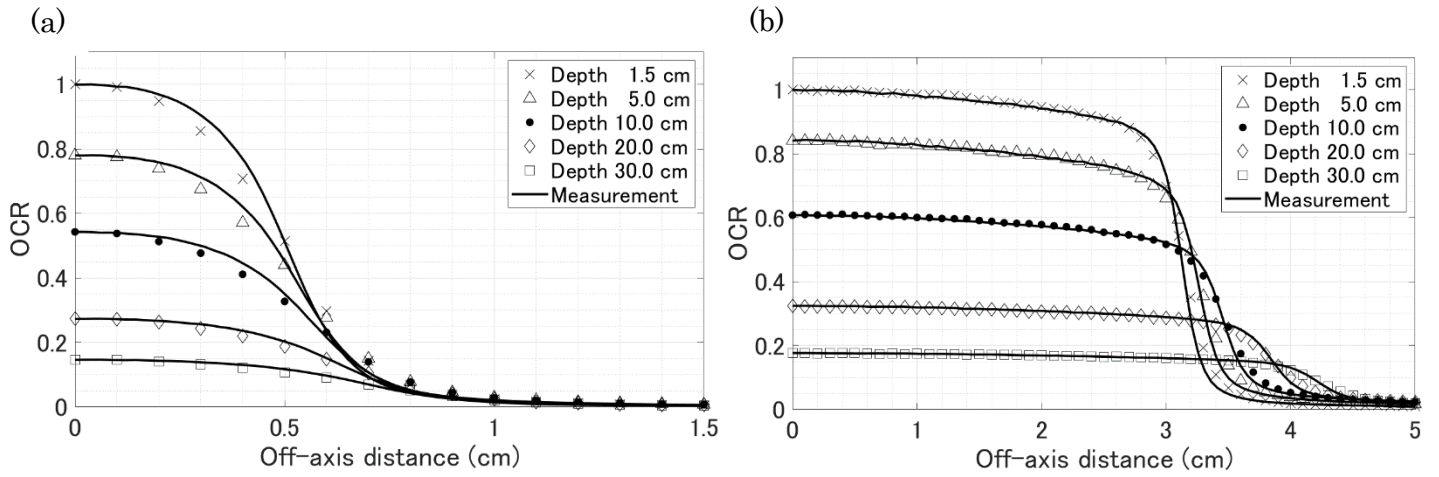 (a)
OCR
1
0.8
0.6
0.4
0.2
0
0
0.5
1
1.5
Off-axis distance (cm)
Depth 1.5 cm
Depth 5.0 cm
Depth 10.0 cm
Depth 20.0 cm
Depth 30.0 cm
Measurement
(b)
OCR
1
0.8
0.6
0.4
0.2
0
0
1
2
3
4
5
Off-axis distance (cm)
Depth 1.5 cm
Depth 5.0 cm
Depth 10.0 cm
Depth 20.0 cm
Depth 30.0 cm
Measurement